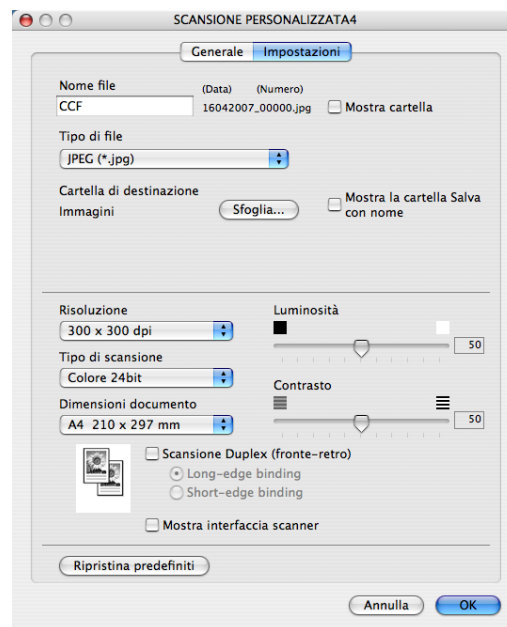 SCANSIONE PERSONALIZZATA4
Generale Impostazioni
Nome file (Data) (Numero)
CCF 16042007_00000.jpg Mostra cartella
Tipo di file
JPEG (*.jpg)
Cartella di destinazione
Immagini Sfoglia... Mostra la cartella Salva
con nome
Risoluzione Luminosità
300 x 300 dpi
50
Tipo di scansione
Colore 24bit
Contrasto
Dimensioni documento
A4 210 x 297 mm 50
Scansione Duplex (fronte-retro)
Long-edge binding
Short-edge binding
Mostra interfaccia scanner
Ripristina predefiniti
Annulla OK